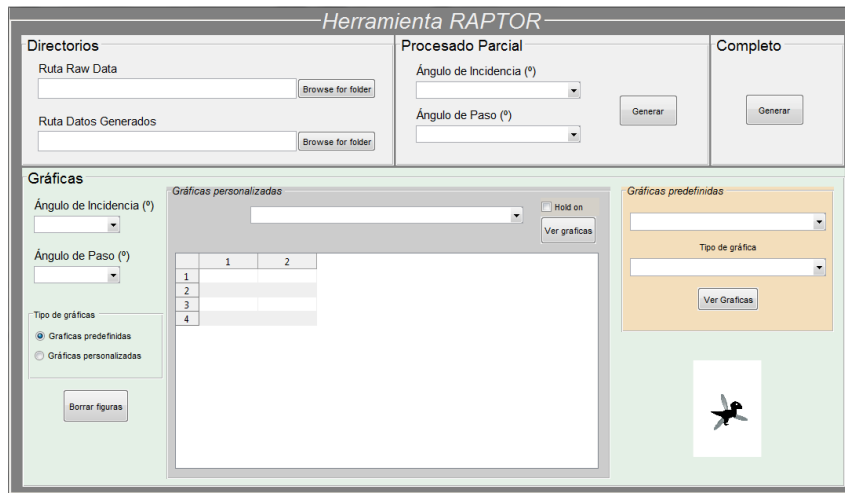 Herramienta RAPTOR
Directorios
Ruta Raw Data
Browse for folder
Ruta Datos Generados
Browse for folder
Procesado Parcial
Ángulo de Incidencia (º)
Ángulo de Paso (º)
Generar
Completo
Generar
Gráficas
Ángulo de Incidencia (º)
Ángulo de Paso (º)
Tipo de gráficas
Graficas predefinidas
Gráficas personalizadas
Borrar figuras
Gráficas personalizadas
Hold on
Ver graficas
1 2
1
2
3
4
Gráficas predefinidas
Tipo de gráfica
Ver Graficas